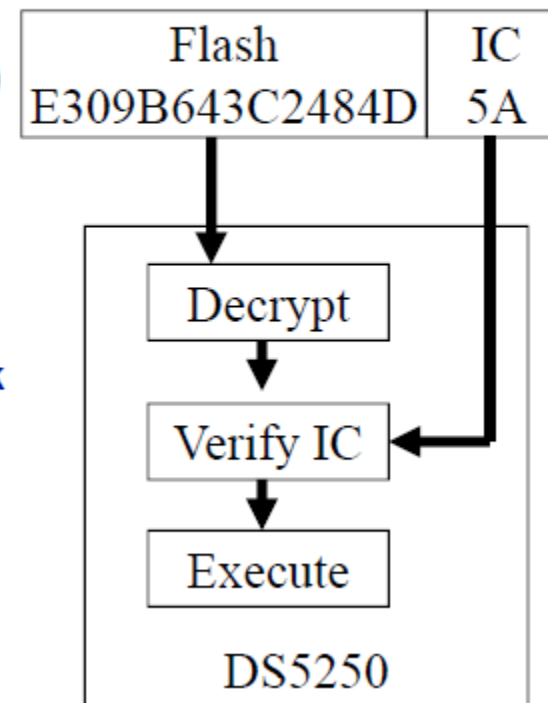 Flash IC
E309B643C2484D 5A
Decrypt
Verify IC
Execute
DS5250